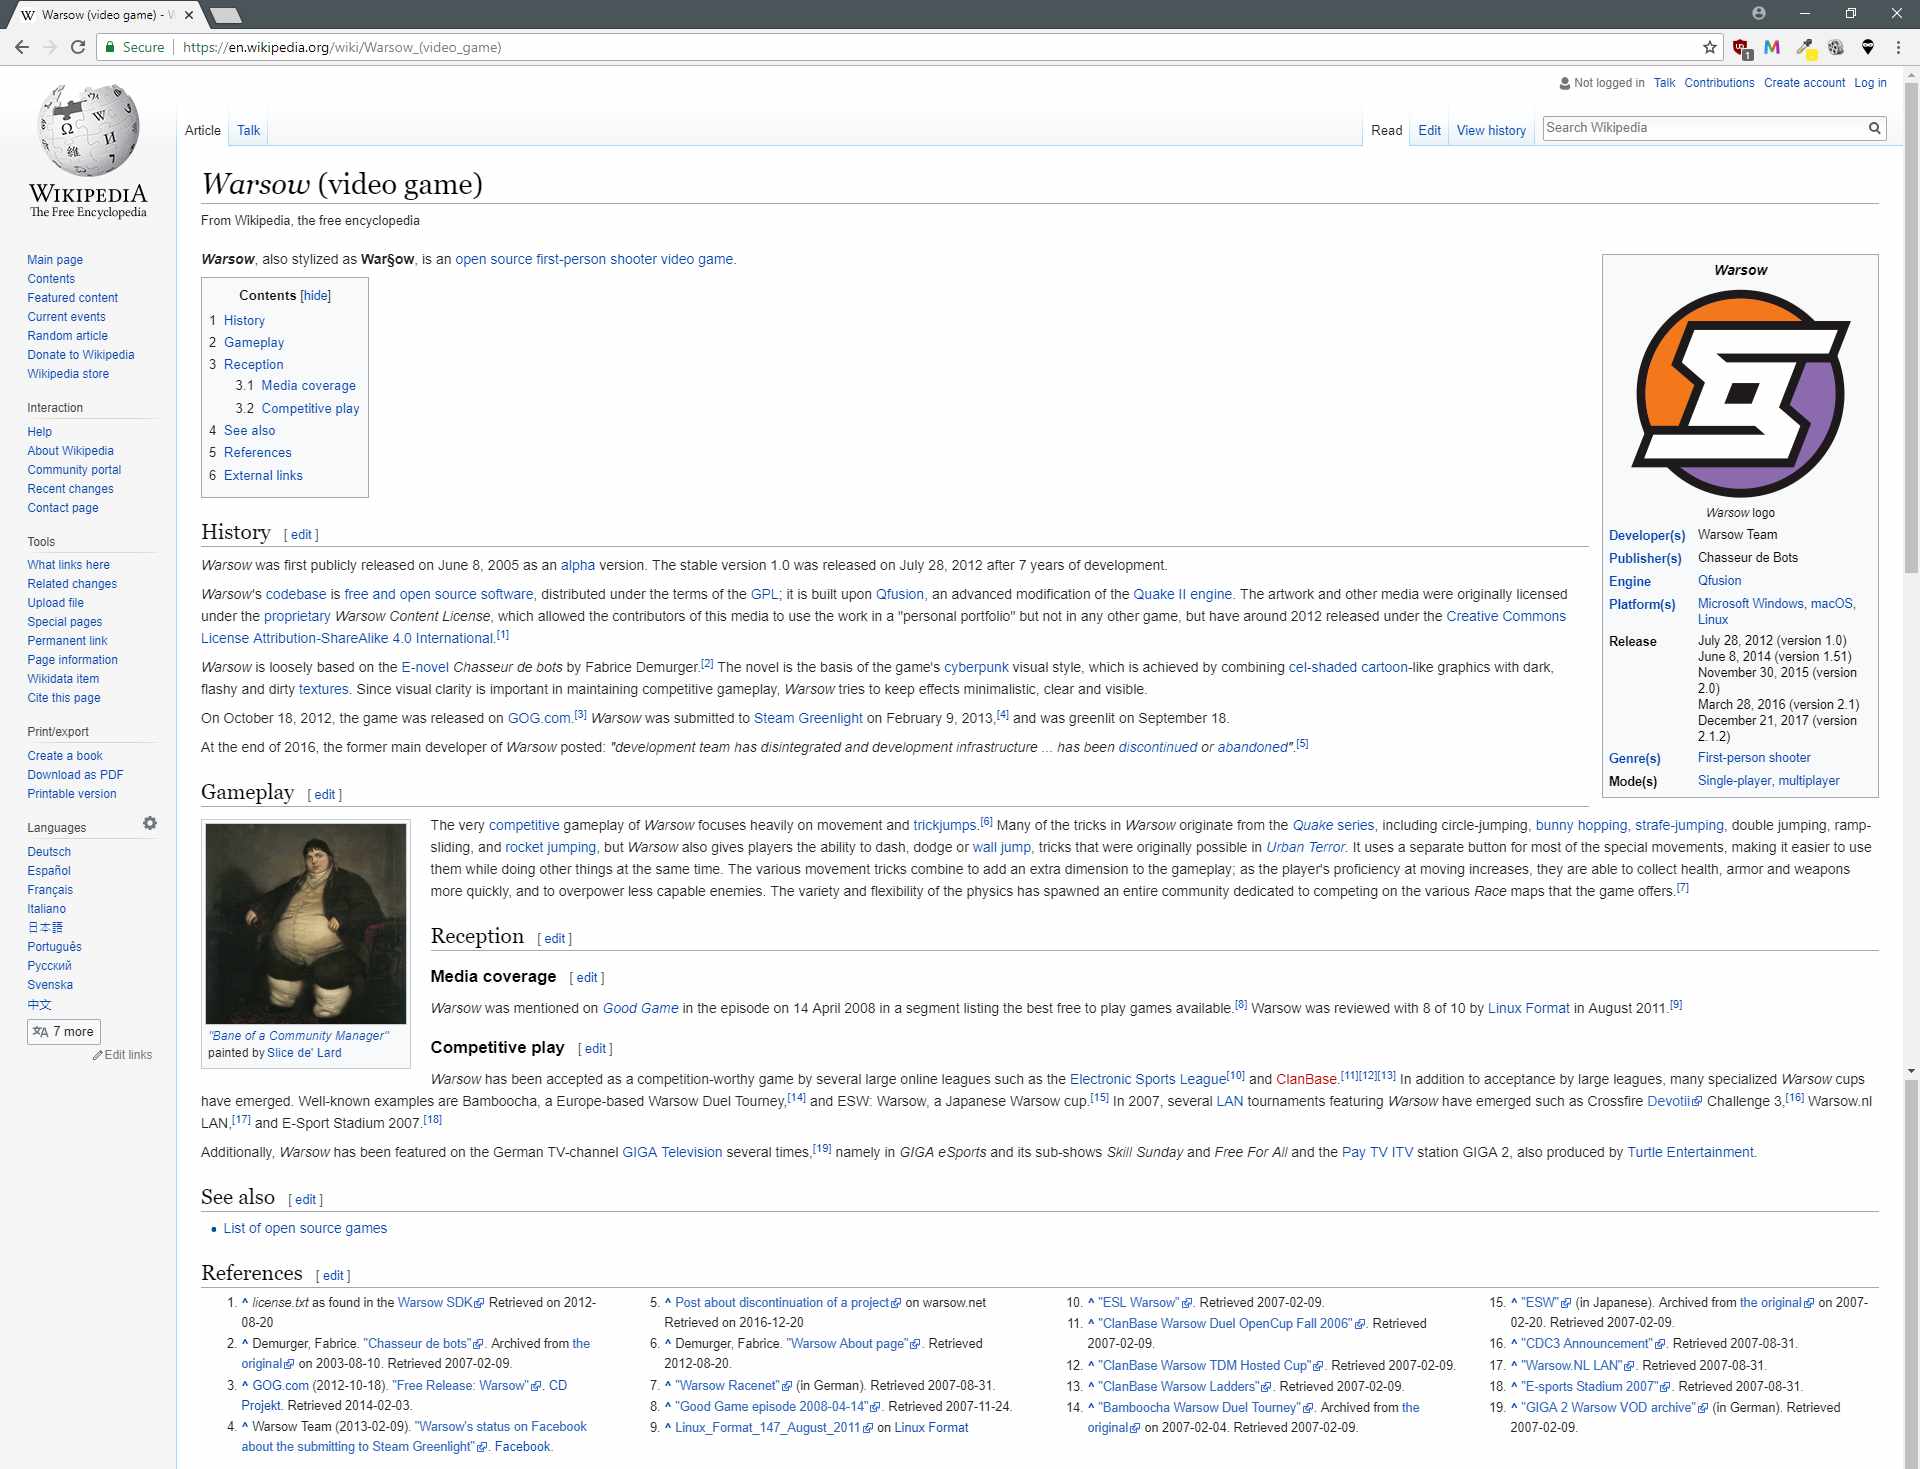 Warsow (video game) - W
Secure
https://en.wikipedia.org/wiki/Warsow_(video_game)
1
Not logged in Talk Contributions Create account Log in
Article Talk
Read Edit View history
Search Wikipedia
WIKIPEDIA
The Free Encyclopedia
Main page
Contents
Featured content
Current events
Random article
Donate to Wikipedia
Wikipedia store
Interaction
Help
About Wikipedia
Community portal
Recent changes
Contact page
Tools
What links here
Related changes
Upload file
Special pages
Permanent link
Page information
Wikidata item
Cite this page
Print/export
Create a book
Download as PDF
Printable version
Languages
Deutsch
Español
Français
Italiano
日本語
Português
Русский
Svenska
中文
7 more
Edit links
Warsow (video game)
From Wikipedia, the free encyclopedia
Warsow, also stylized as War§ow, is an open source first-person shooter video game.
Contents [hide]
1 History
2 Gameplay
3 Reception
3.1 Media coverage
3.2 Competitive play
4 See also
5 References
6 External links
Warsow
Warsow logo
Developer(s) Warsow Team
Publisher(s) Chasseur de Bots
Engine Qfusion
Platform(s) Microsoft Windows, macOS,
Linux
Release July 28, 2012 (version 1.0)
June 8, 2014 (version 1.51)
November 30, 2015 (version
2.0)
March 28, 2016 (version 2.1)
December 21, 2017 (version
2.1.2)
Genre(s) First-person shooter
Mode(s) Single-player, multiplayer
History [ edit ]
Warsow was first publicly released on June 8, 2005 as an alpha version. The stable version 1.0 was released on July 28, 2012 after 7 years of development.
Warsow's codebase is free and open source software, distributed under the terms of the GPL; it is built upon Qfusion, an advanced modification of the Quake II engine. The artwork and other media were originally licensed
under the proprietary Warsow Content License, which allowed the contributors of this media to use the work in a "personal portfolio" but not in any other game, but have around 2012 released under the Creative Commons
License Attribution-ShareAlike 4.0 International.[1]
Warsow is loosely based on the E-novel Chasseur de bots by Fabrice Demurger.[2] The novel is the basis of the game's cyberpunk visual style, which is achieved by combining cel-shaded cartoon-like graphics with dark,
flashy and dirty textures. Since visual clarity is important in maintaining competitive gameplay, Warsow tries to keep effects minimalistic, clear and visible.
On October 18, 2012, the game was released on GOG.com.[3] Warsow was submitted to Steam Greenlight on February 9, 2013,[4] and was greenlit on September 18.
At the end of 2016, the former main developer of Warsow posted: "development team has disintegrated and development infrastructure ... has been discontinued or abandoned".[5]
Gameplay [ edit ]
"Bane of a Community Manager"
painted by Slice de' Lard
The very competitive gameplay of Warsow focuses heavily on movement and trickjumps.[6] Many of the tricks in Warsow originate from the Quake series, including circle-jumping, bunny hopping, strafe-jumping, double jumping, ramp-
sliding, and rocket jumping, but Warsow also gives players the ability to dash, dodge or wall jump, tricks that were originally possible in Urban Terror. It uses a separate button for most of the special movements, making it easier to use
them while doing other things at the same time. The various movement tricks combine to add an extra dimension to the gameplay; as the player's proficiency at moving increases, they are able to collect health, armor and weapons
more quickly, and to overpower less capable enemies. The variety and flexibility of the physics has spawned an entire community dedicated to competing on the various Race maps that the game offers.[7]
Reception [ edit ]
Media coverage [ edit ]
Warsow was mentioned on Good Game in the episode on 14 April 2008 in a segment listing the best free to play games available.[8] Warsow was reviewed with 8 of 10 by Linux Format in August 2011.[9]
Competitive play [ edit ]
Warsow has been accepted as a competition-worthy game by several large online leagues such as the Electronic Sports League[10] and ClanBase.[11][12][13] In addition to acceptance by large leagues, many specialized Warsow cups
have emerged. Well-known examples are Bamboocha, a Europe-based Warsow Duel Tourney,[14] and ESW: Warsow, a Japanese Warsow cup.[15] In 2007, several LAN tournaments featuring Warsow have emerged such as Crossfire Devotii Challenge 3,[16] Warsow.nl
LAN,[17] and E-Sport Stadium 2007.[18]
Additionally, Warsow has been featured on the German TV-channel GIGA Television several times,[19] namely in GIGA eSports and its sub-shows Skill Sunday and Free For All and the Pay TV ITV station GIGA 2, also produced by Turtle Entertainment.
See also [ edit ]
• List of open source games
References [ edit ]
1. ^ license.txt as found in the Warsow SDK Retrieved on 2012-
08-20
2. ^ Demurger, Fabrice. "Chasseur de bots". Archived from the
original on 2003-08-10. Retrieved 2007-02-09.
3. ^ GOG.com (2012-10-18). "Free Release: Warsow". CD
Projekt. Retrieved 2014-02-03.
4. ^ Warsow Team (2013-02-09). "Warsow's status on Facebook
about the submitting to Steam Greenlight". Facebook.
5. ^ Post about discontinuation of a project on warsow.net
Retrieved on 2016-12-20
6. ^ Demurger, Fabrice. "Warsow About page". Retrieved
2012-08-20.
7. ^ "Warsow Racenet" (in German). Retrieved 2007-08-31.
8. ^ "Good Game episode 2008-04-14". Retrieved 2007-11-24.
9. ^ Linux_Format_147_August_2011 on Linux Format
10. ^ "ESL Warsow". Retrieved 2007-02-09.
11. ^ "ClanBase Warsow Duel OpenCup Fall 2006". Retrieved
2007-02-09.
12. ^ "ClanBase Warsow TDM Hosted Cup". Retrieved 2007-02-09.
13. ^ "ClanBase Warsow Ladders". Retrieved 2007-02-09.
14. ^ "Bamboocha Warsow Duel Tourney". Archived from the
original on 2007-02-04. Retrieved 2007-02-09.
15. ^ "ESW" (in Japanese). Archived from the original on 2007-
02-20. Retrieved 2007-02-09.
16. ^ "CDC3 Announcement". Retrieved 2007-08-31.
17. ^ "Warsow.NL LAN". Retrieved 2007-08-31.
18. ^ "E-sports Stadium 2007". Retrieved 2007-08-31.
19. ^ "GIGA 2 Warsow VOD archive" (in German). Retrieved
2007-02-09.